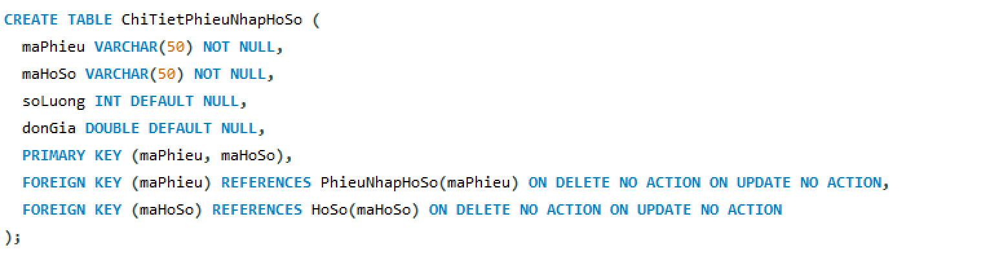 CREATE TABLE ChiTietPhieuNhapHoSo (
  maPhieu VARCHAR(50) NOT NULL,
  maHoSo VARCHAR(50) NOT NULL,
  soLuong INT DEFAULT NULL,
  donGia DOUBLE DEFAULT NULL,
  PRIMARY KEY (maPhieu, maHoSo),
  FOREIGN KEY (maPhieu) REFERENCES PhieuNhapHoSo(maPhieu) ON DELETE NO ACTION ON UPDATE NO ACTION,
  FOREIGN KEY (maHoSo) REFERENCES HoSo(maHoSo) ON DELETE NO ACTION ON UPDATE NO ACTION
);